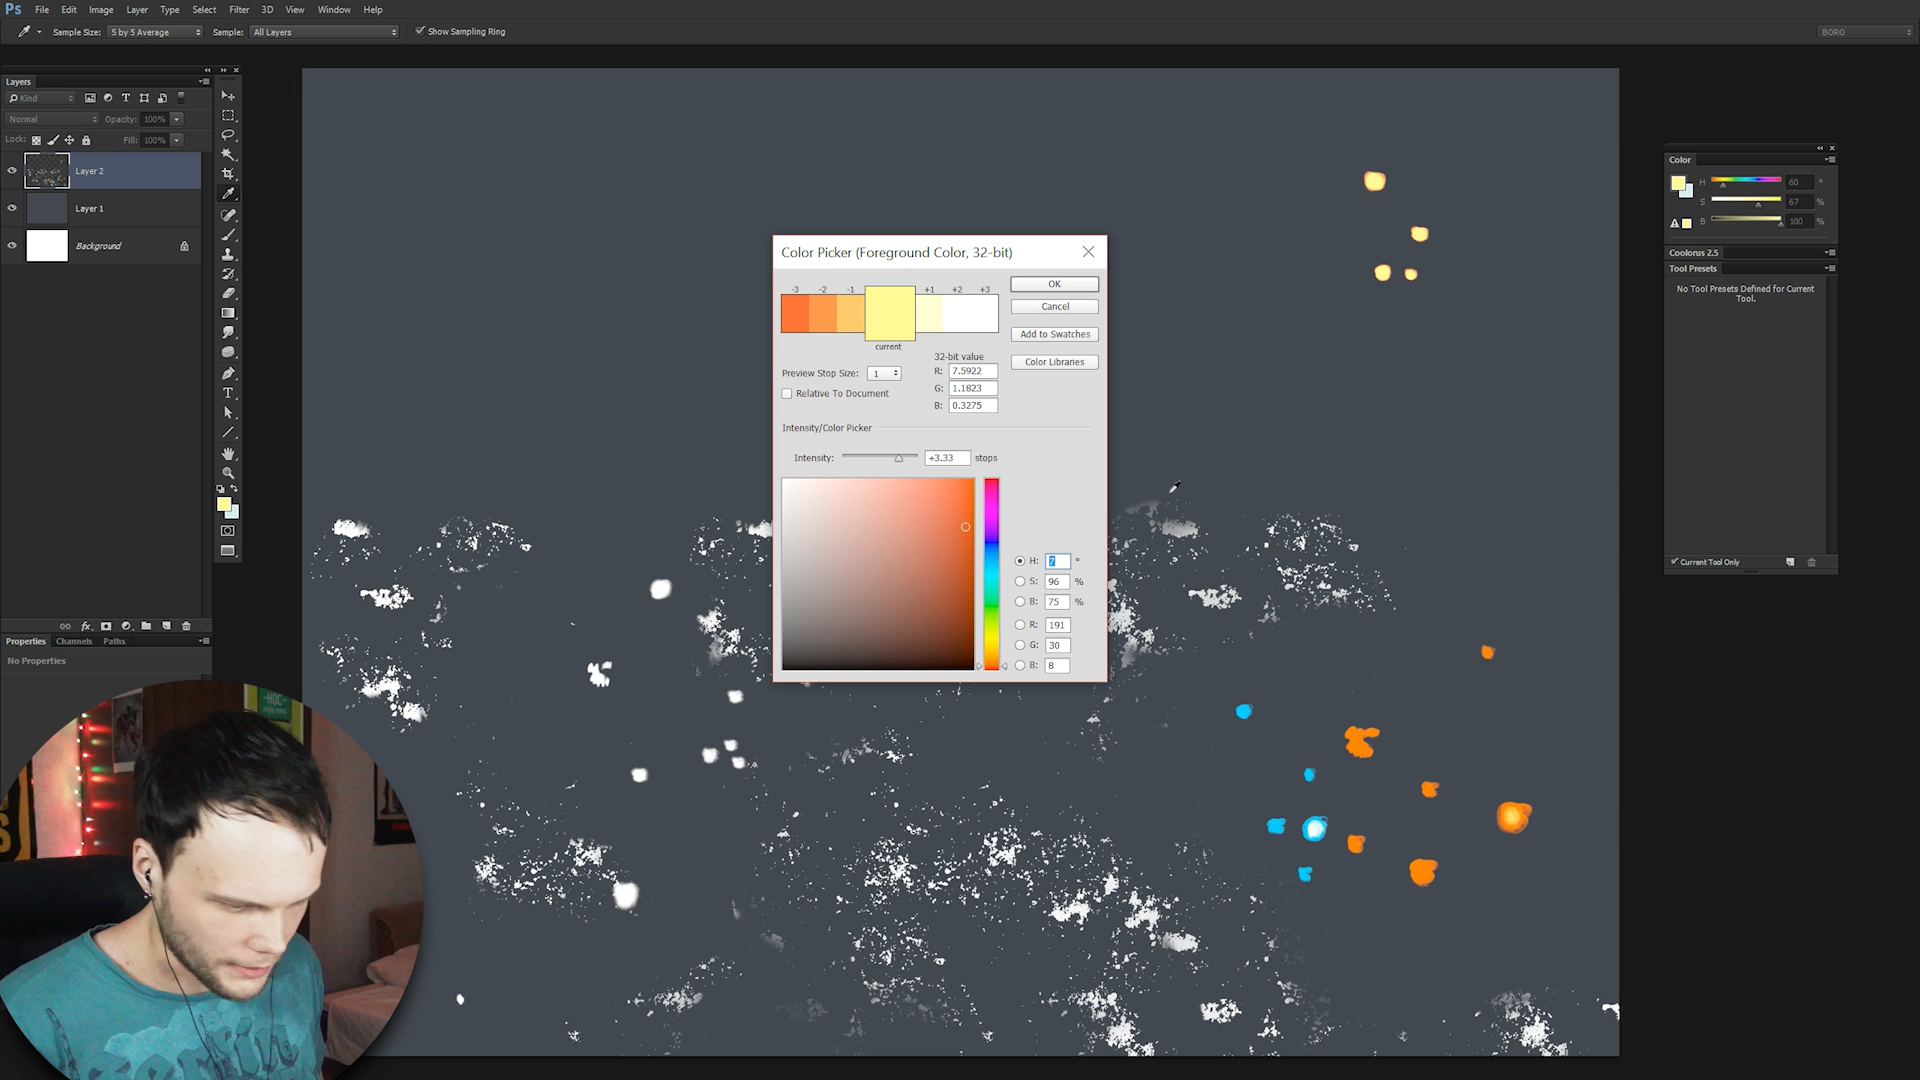 Ps File Edit Image Layer Type Select Filter 3D View Window Help
Sample Size: 5 by 5 Average Sample: All Layers Show Sampling Ring BORO
Layers
Kind T
Normal Opacity: 100%
Lock: Fill: 100%
Layer 2
Layer 1
Background
fx
Properties Channels Paths
No Properties
T
Color Picker (Foreground Color, 32-bit)
-3 -2 -1 +1 +2 +3
current
OK
Cancel
Add to Swatches
Color Libraries
32-bit value
Preview Stop Size: 1
Relative To Document
R: 7.5922
G: 1.1823
B: 0.3275
Intensity/Color Picker
Intensity: +3.33 stops
H: 7 °
S: 96 %
B: 75 %
R: 191
G: 30
B: 8
Color
H 60 °
S 67 %
B 100 %
Coolorus 2.5
Tool Presets
No Tool Presets Defined for Current
Tool.
Current Tool Only